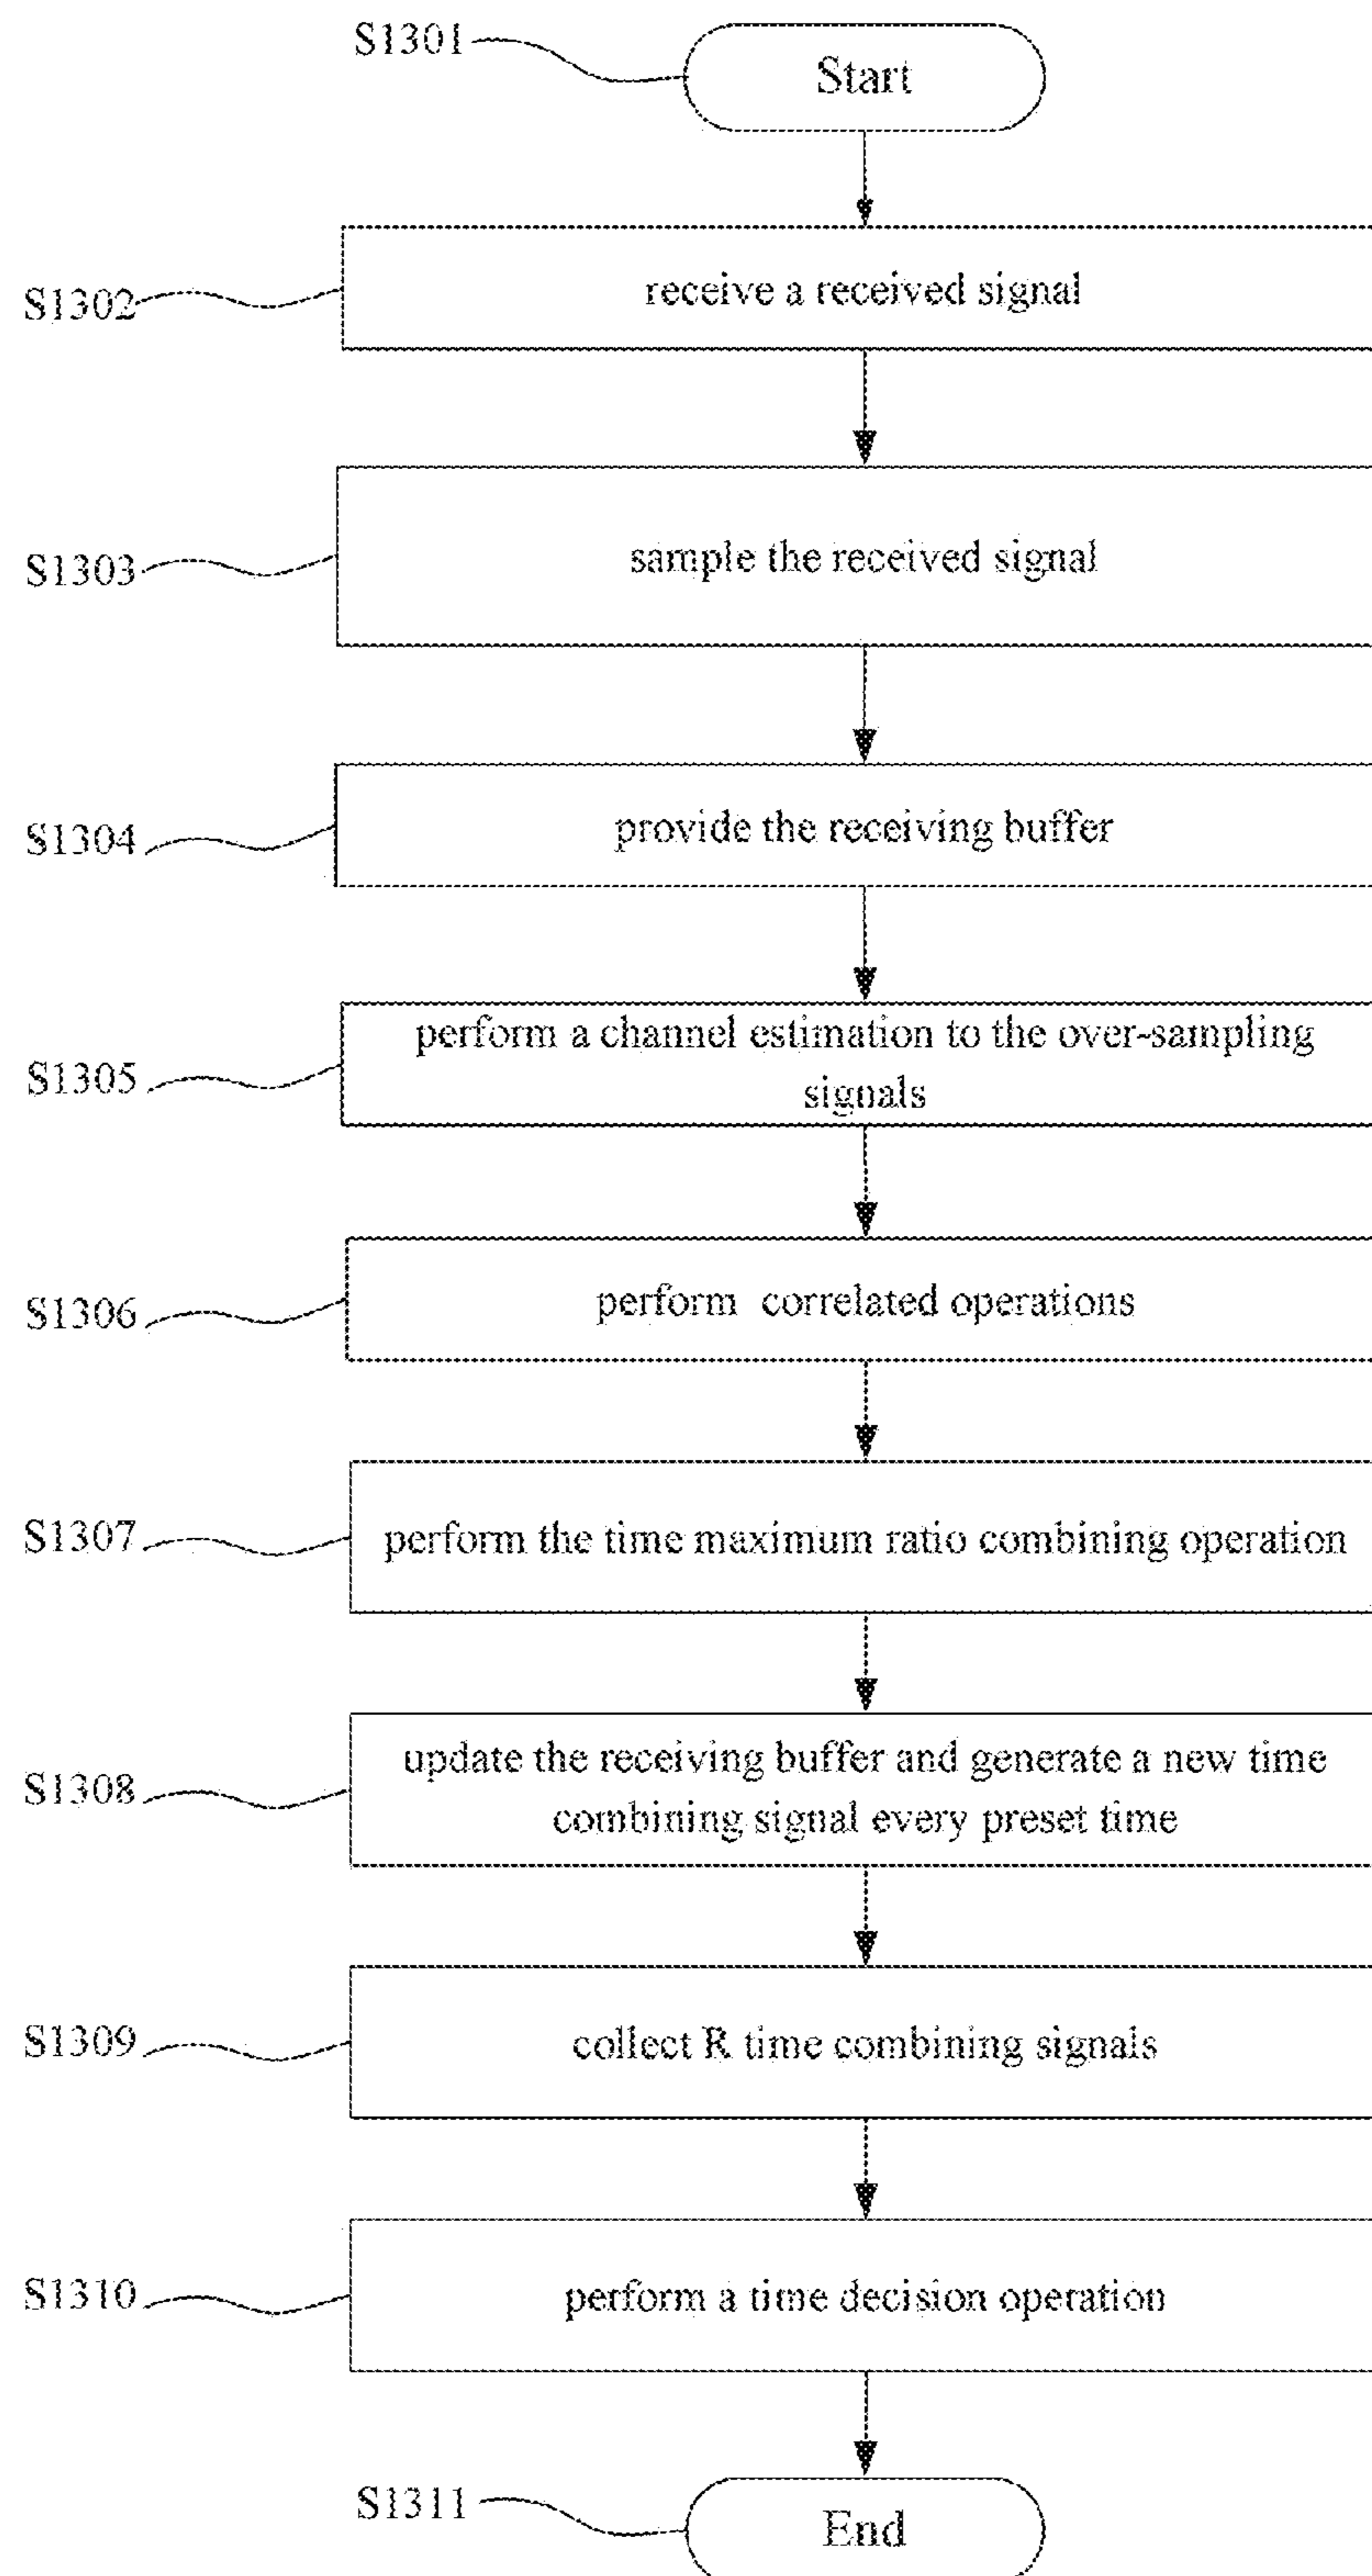 S1301
Start
S1302
receive a received signal
S1303
sample the received signal
S1304
provide the receiving buffer
S1305
perform a channel estimation to the over-sampling
signals
S1306
perform correlated operations
S1307
perform the time maximum ratio combining operation
S1308
update the receiving buffer and generate a new time
combining signal every preset time
S1309
collect R time combining signals
S1310
perform a time decision operation
S1311
End